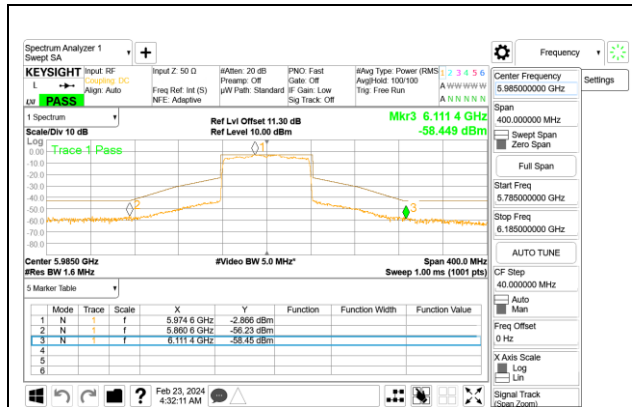 Spectrum Analyzer 1
Swept SA
Frequency
KEYSIGHT
Input: RF
Coupling: DC
Align: Auto
Input Z: 50 Ω
Freq Ref: Int (S)
NFE: Adaptive
#Atten: 20 dB
Preamp: Off
µW Path: Standard
PNO: Fast
Gate: Off
IF Gain: Low
Sig Track: Off
#Avg Type: Power (RMS
Avg|Hold: 100/100
Trig: Free Run
1 2 3 4 5 6
A W W W W W
A N N N N N
L
LXI
PASS
1 Spectrum
Scale/Div 10 dB
Ref Lvl Offset 11.30 dB
Ref Level 10.00 dBm
Mkr3 6.111 4 GHz
-58.449 dBm
Log
Trace 1 Pass
0.00
-10.0
-20.0
-30.0
-40.0
-50.0
-60.0
-70.0
-80.0
1
2
3
Center 5.9850 GHz
#Res BW 1.6 MHz
#Video BW 5.0 MHz*
Span 400.0 MHz
Sweep 1.00 ms (1001 pts)
5 Marker Table
Mode Trace Scale X Y Function Function Width Function Value
1 N 1 f 5.974 6 GHz -2.866 dBm
2 N 1 f 5.860 6 GHz -56.23 dBm
3 N 1 f 6.111 4 GHz -58.45 dBm
4
5
6
?
Feb 23, 2024
4:32:11 AM
Center Frequency
5.985000000 GHz
Settings
Span
400.000000 MHz
Swept Span
Zero Span
Full Span
Start Freq
5.785000000 GHz
Stop Freq
6.185000000 GHz
AUTO TUNE
CF Step
40.000000 MHz
Auto
Man
Freq Offset
0 Hz
X Axis Scale
Log
Lin
Signal Track
(Span Zoom)